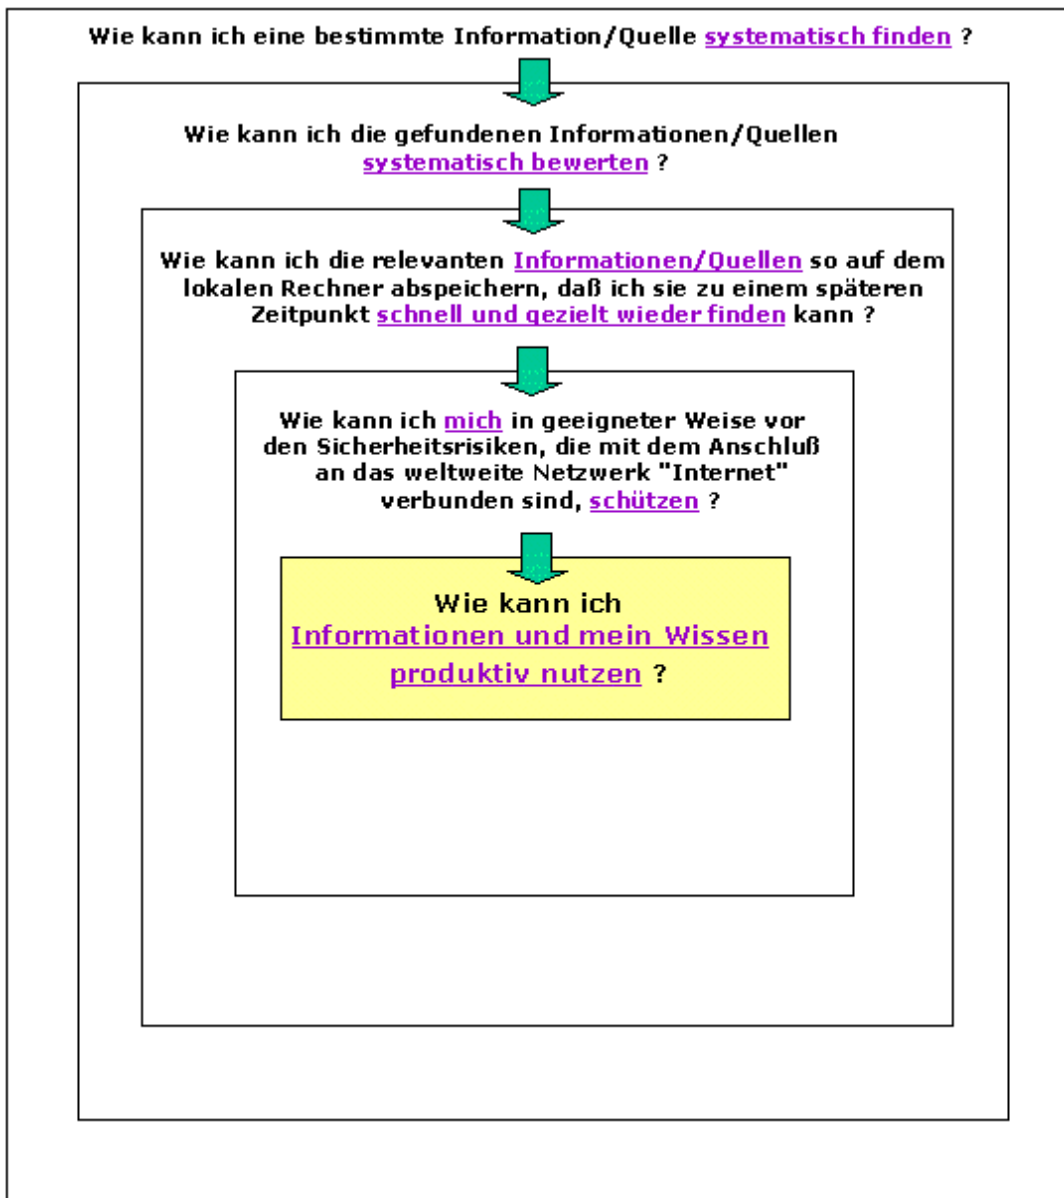 Wie kann ich eine bestimmte Information/Quelle systematisch finden ?
Wie kann ich die gefundenen Informationen/Quellen
systematisch bewerten ?
Wie kann ich die relevanten Informationen/Quellen so auf dem
lokalen Rechner abspeichern, daß ich sie zu einem späteren
Zeitpunkt schnell und gezielt wieder finden kann ?
Wie kann ich mich in geeigneter Weise vor
den Sicherheitsrisiken, die mit dem Anschluß
an das weltweite Netzwerk "Internet"
verbunden sind, schützen ?
Wie kann ich
Informationen und mein Wissen
produktiv nutzen ?